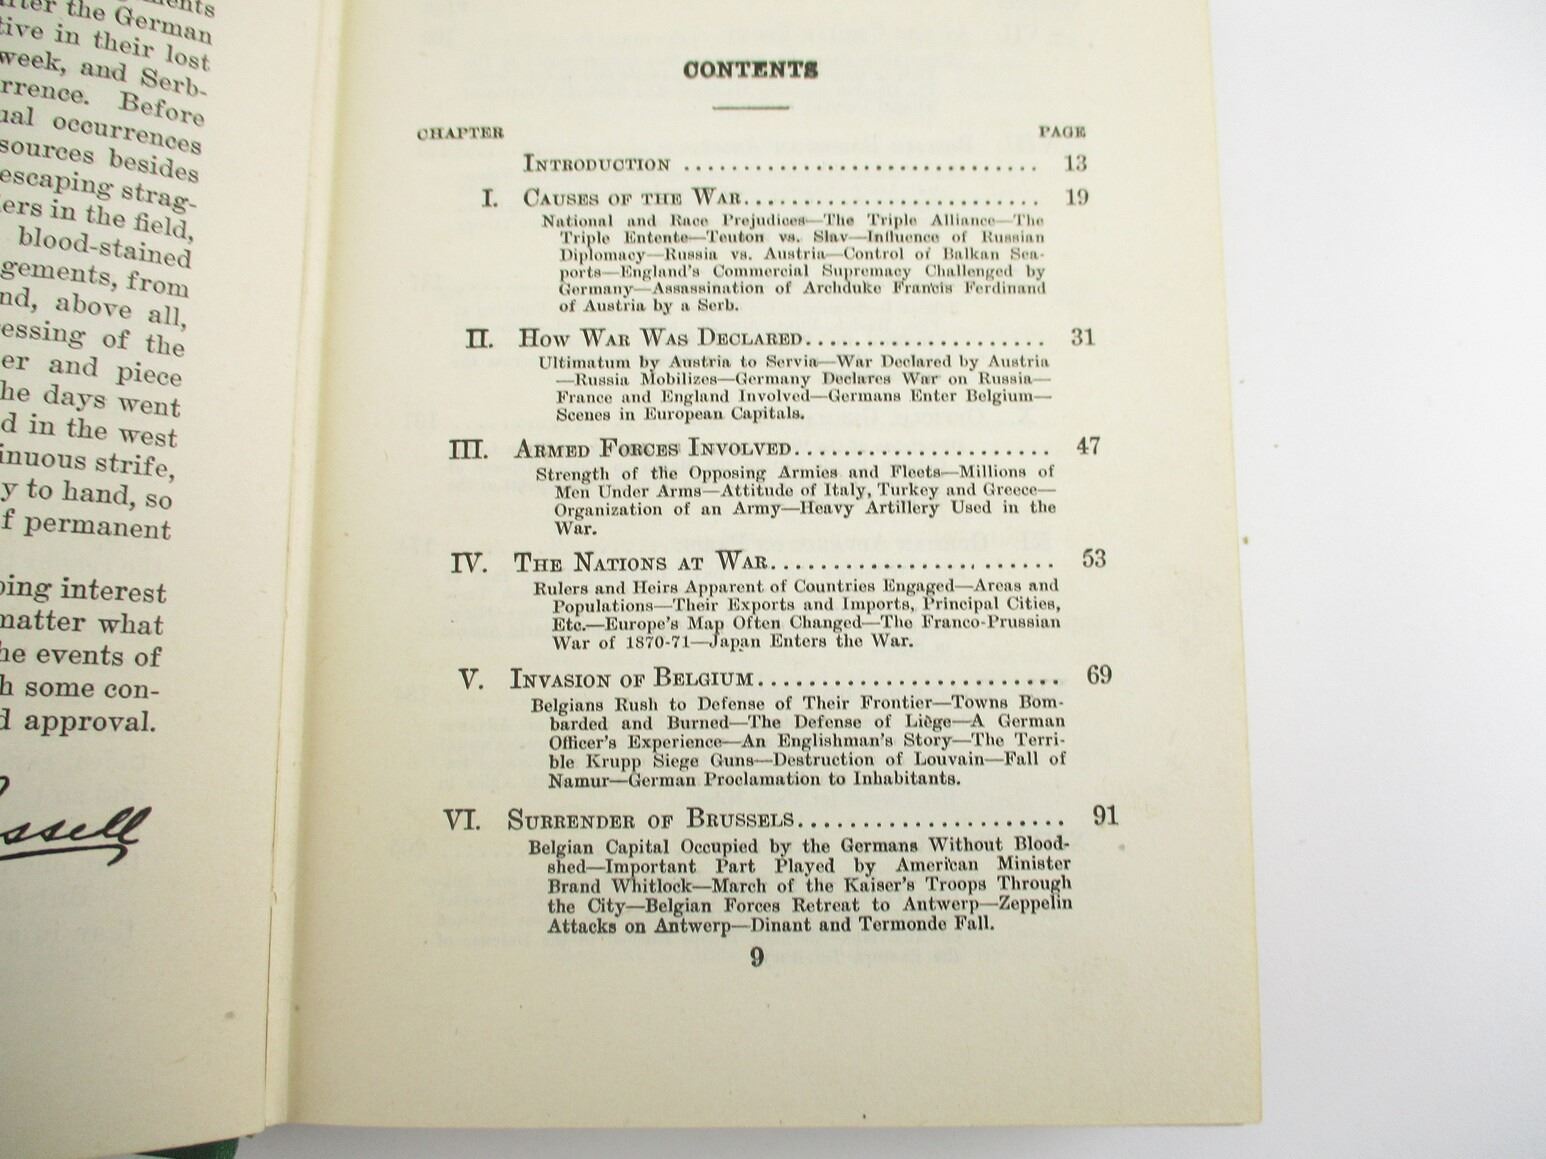 after the German
tive in their lost
week, and Serb-
rrence. Before
ual occurrences
sources besides
escaping strag-
ers in the field,
blood-stained
gements, from
nd, above all,
essing of the
er and piece
he days went
d in the west
inuous strife,
y to hand, so
f permanent
ping interest
matter what
he events of
h some con-
d approval.
ssell
CONTENTS
CHAPTER PAGE
INTRODUCTION .............................. 13
I. CAUSES OF THE WAR......................... 19
National and Race Prejudices—The Triple Alliance—The
Triple Entente—Teuton vs. Slav—Influence of Russian
Diplomacy—Russia vs. Austria—Control of Balkan Sea-
ports—England's Commercial Supremacy Challenged by
Germany—Assassination of Archduke Francis Ferdinand
of Austria by a Serb.
II. HOW WAR WAS DECLARED.................... 31
Ultimatum by Austria to Servia—War Declared by Austria
—Russia Mobilizes—Germany Declares War on Russia—
France and England Involved—Germans Enter Belgium—
Scenes in European Capitals.
III. ARMED FORCES INVOLVED.................... 47
Strength of the Opposing Armies and Fleets—Millions of
Men Under Arms—Attitude of Italy, Turkey and Greece—
Organization of an Army—Heavy Artillery Used in the
War.
IV. THE NATIONS AT WAR...................... 53
Rulers and Heirs Apparent of Countries Engaged—Areas and
Populations—Their Exports and Imports, Principal Cities,
Etc.—Europe's Map Often Changed—The Franco-Prussian
War of 1870-71—Japan Enters the War.
V. INVASION OF BELGIUM....................... 69
Belgians Rush to Defense of Their Frontier—Towns Bom-
barded and Burned—The Defense of Liège—A German
Officer's Experience—An Englishman's Story—The Terri-
ble Krupp Siege Guns—Destruction of Louvain—Fall of
Namur—German Proclamation to Inhabitants.
VI. SURRENDER OF BRUSSELS..................... 91
Belgian Capital Occupied by the Germans Without Blood-
shed—Important Part Played by American Minister
Brand Whitlock—March of the Kaiser's Troops Through
the City—Belgian Forces Retreat to Antwerp—Zeppelin
Attacks on Antwerp—Dinant and Termonde Fall.
9